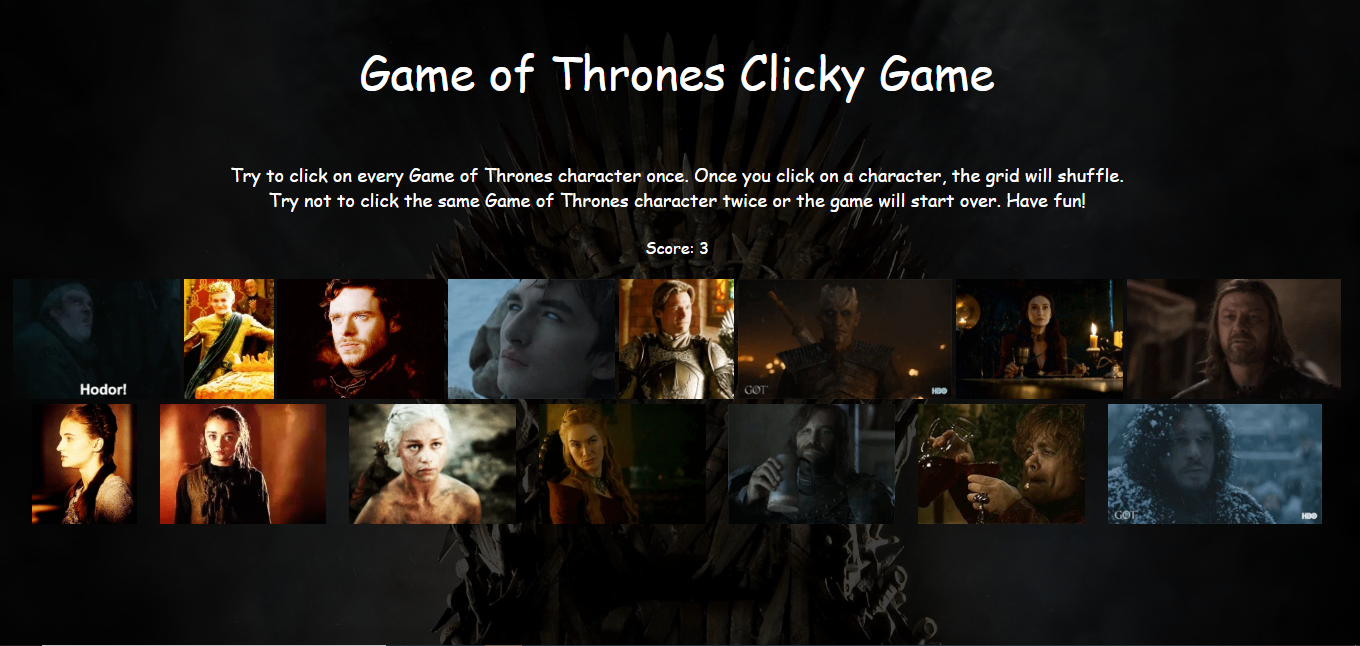 Game of Thrones Clicky Game
Try to click on every Game of Thrones character once. Once you click on a character, the grid will shuffle.
Try not to click the same Game of Thrones character twice or the game will start over. Have fun!
Score: 3
Hodor!
GOT
HBO
GOT
HBO